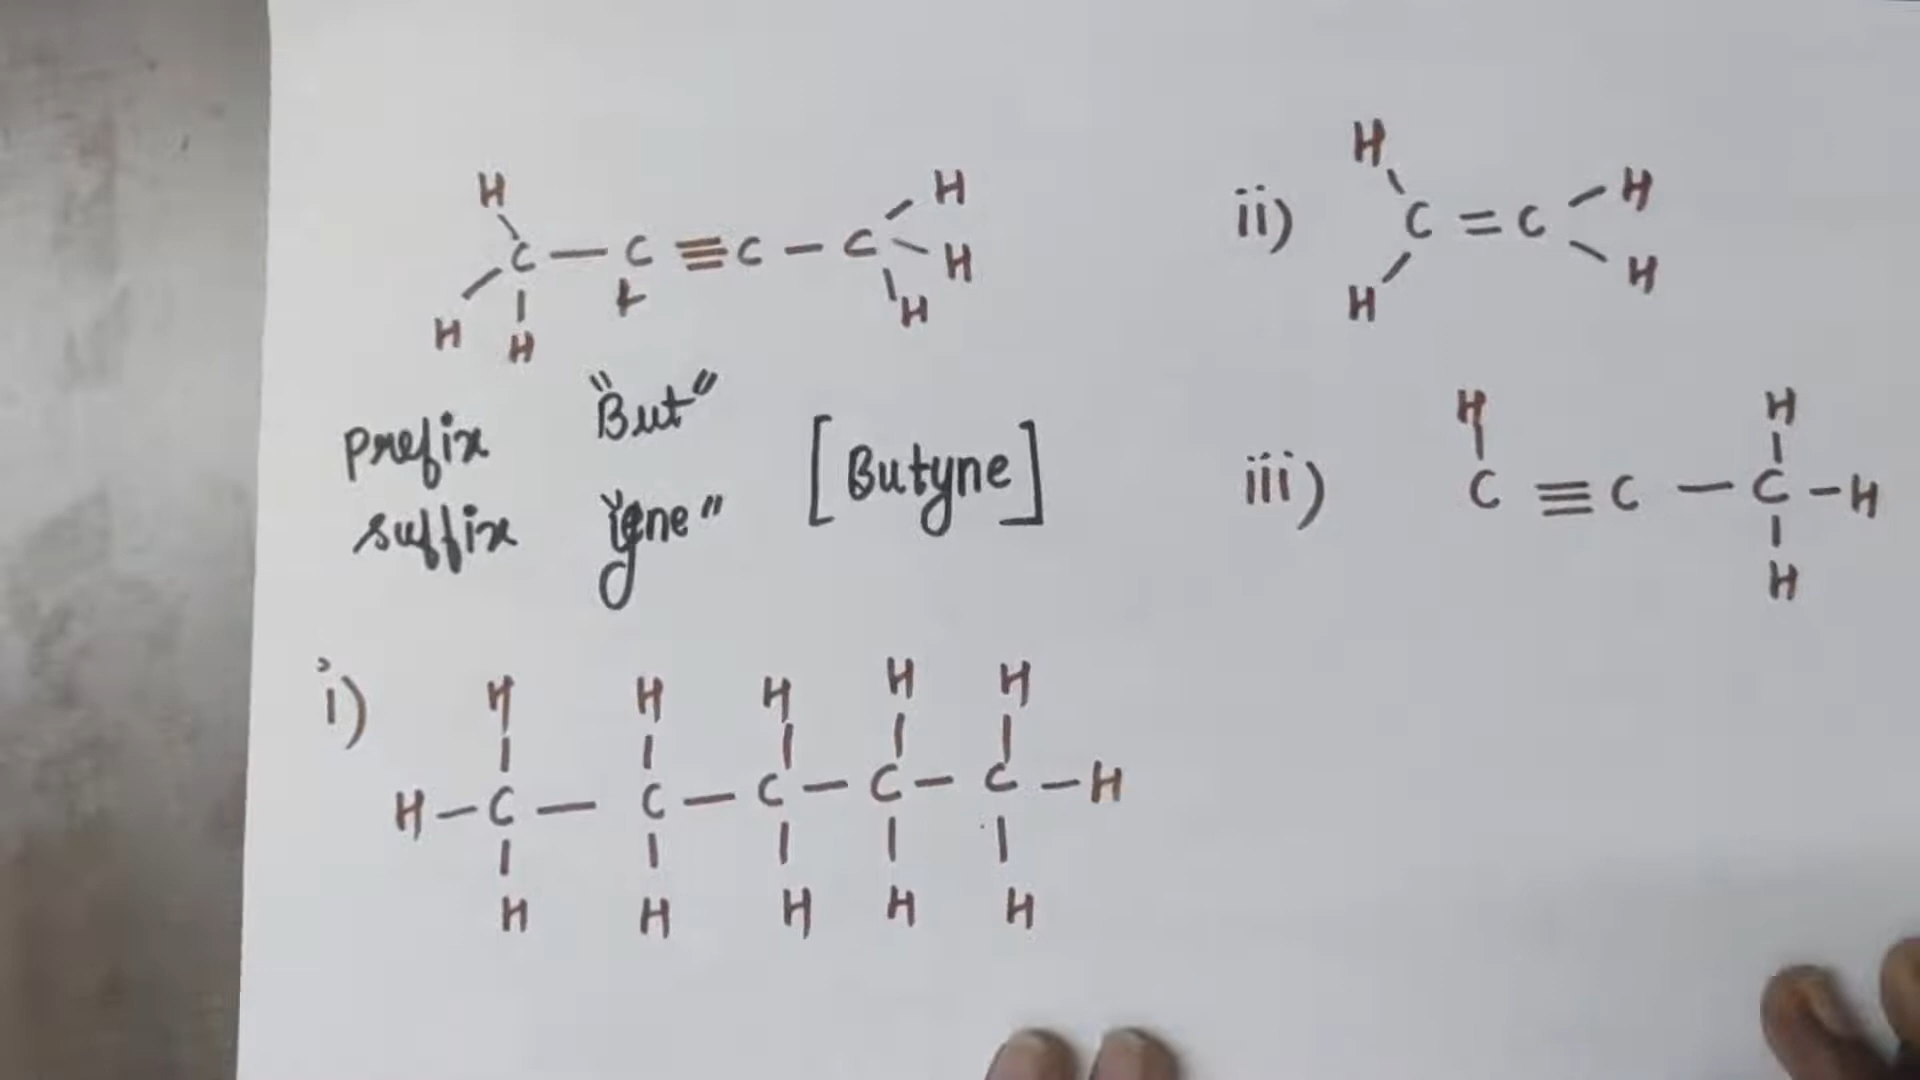 H H
C — C ≡ C — C
H
H H H
prefix "But"
suffix "yne"
[Butyne]
i) H H H H H
H — C — C — C — C — C — H
H H H H H
ii) H H
C = C
H H
iii) H H
C ≡ C — C — H
H